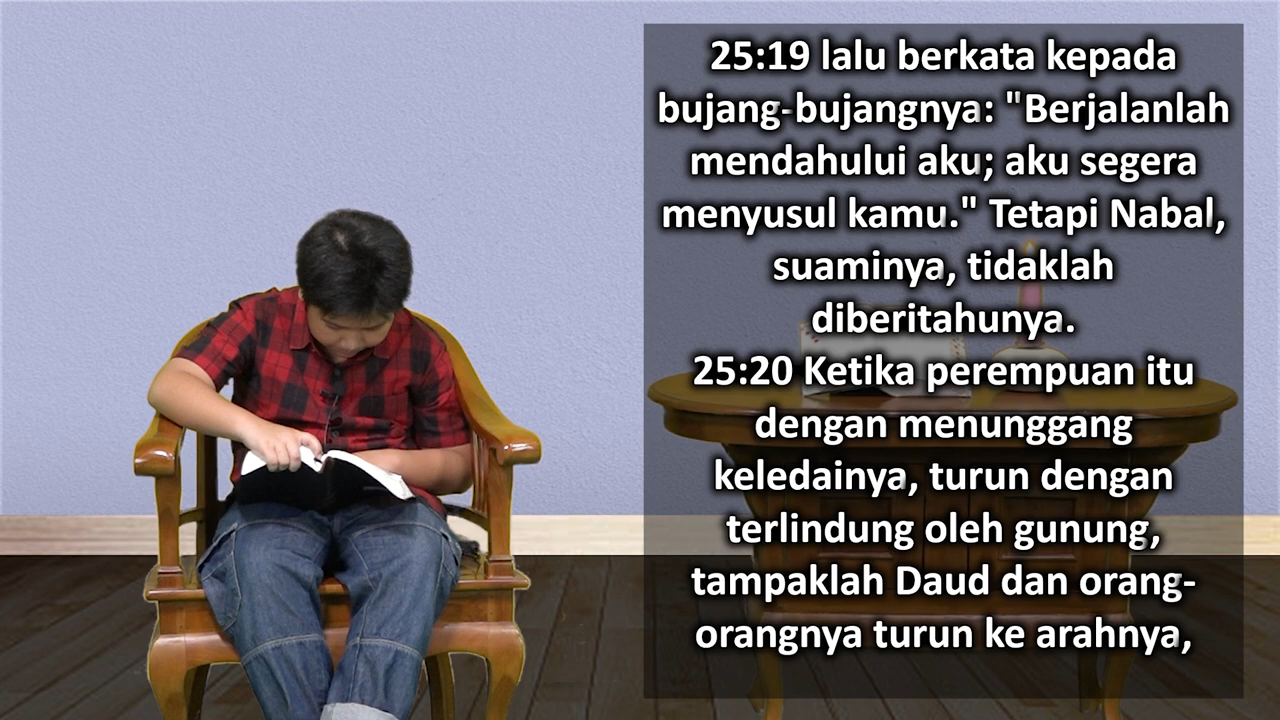 25:19 lalu berkata kepada
bujang-bujangnya: "Berjalanlah
mendahului aku; aku segera
menyusul kamu." Tetapi Nabal,
suaminya, tidaklah
diberitahunya.
25:20 Ketika perempuan itu
dengan menunggang
keledainya, turun dengan
terlindung oleh gunung,
tampaklah Daud dan orang-
orangnya turun ke arahnya,